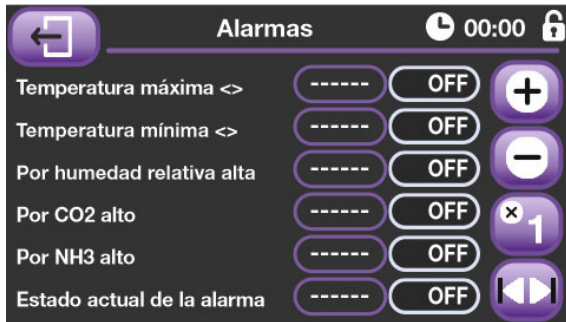 Alarmas 00:00
Temperatura máxima <> ------ OFF
Temperatura mínima <> ------ OFF
Por humedad relativa alta ------ OFF
Por CO2 alto ------ OFF
Por NH3 alto ------ OFF
Estado actual de la alarma ------ OFF
+
-
×1